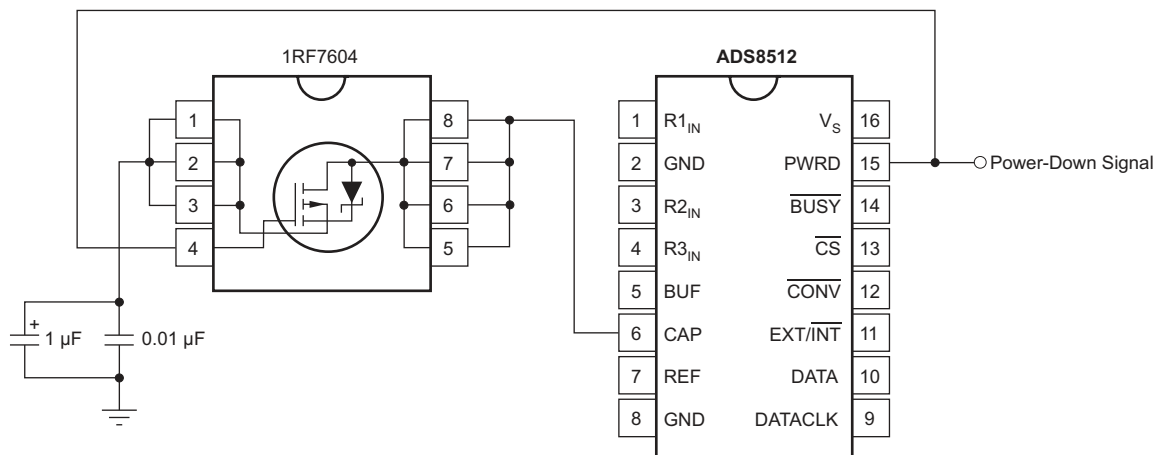 1RF7604
1
2
3
4
8
7
6
5
+
1 µF
0.01 µF
ADS8512
1 R1IN
2 GND
3 R2IN
4 R3IN
5 BUF
6 CAP
7 REF
8 GND
VS 16
PWRD 15
BUSY 14
CS 13
CONV 12
EXT/INT 11
DATA 10
DATACLK 9
Power-Down Signal